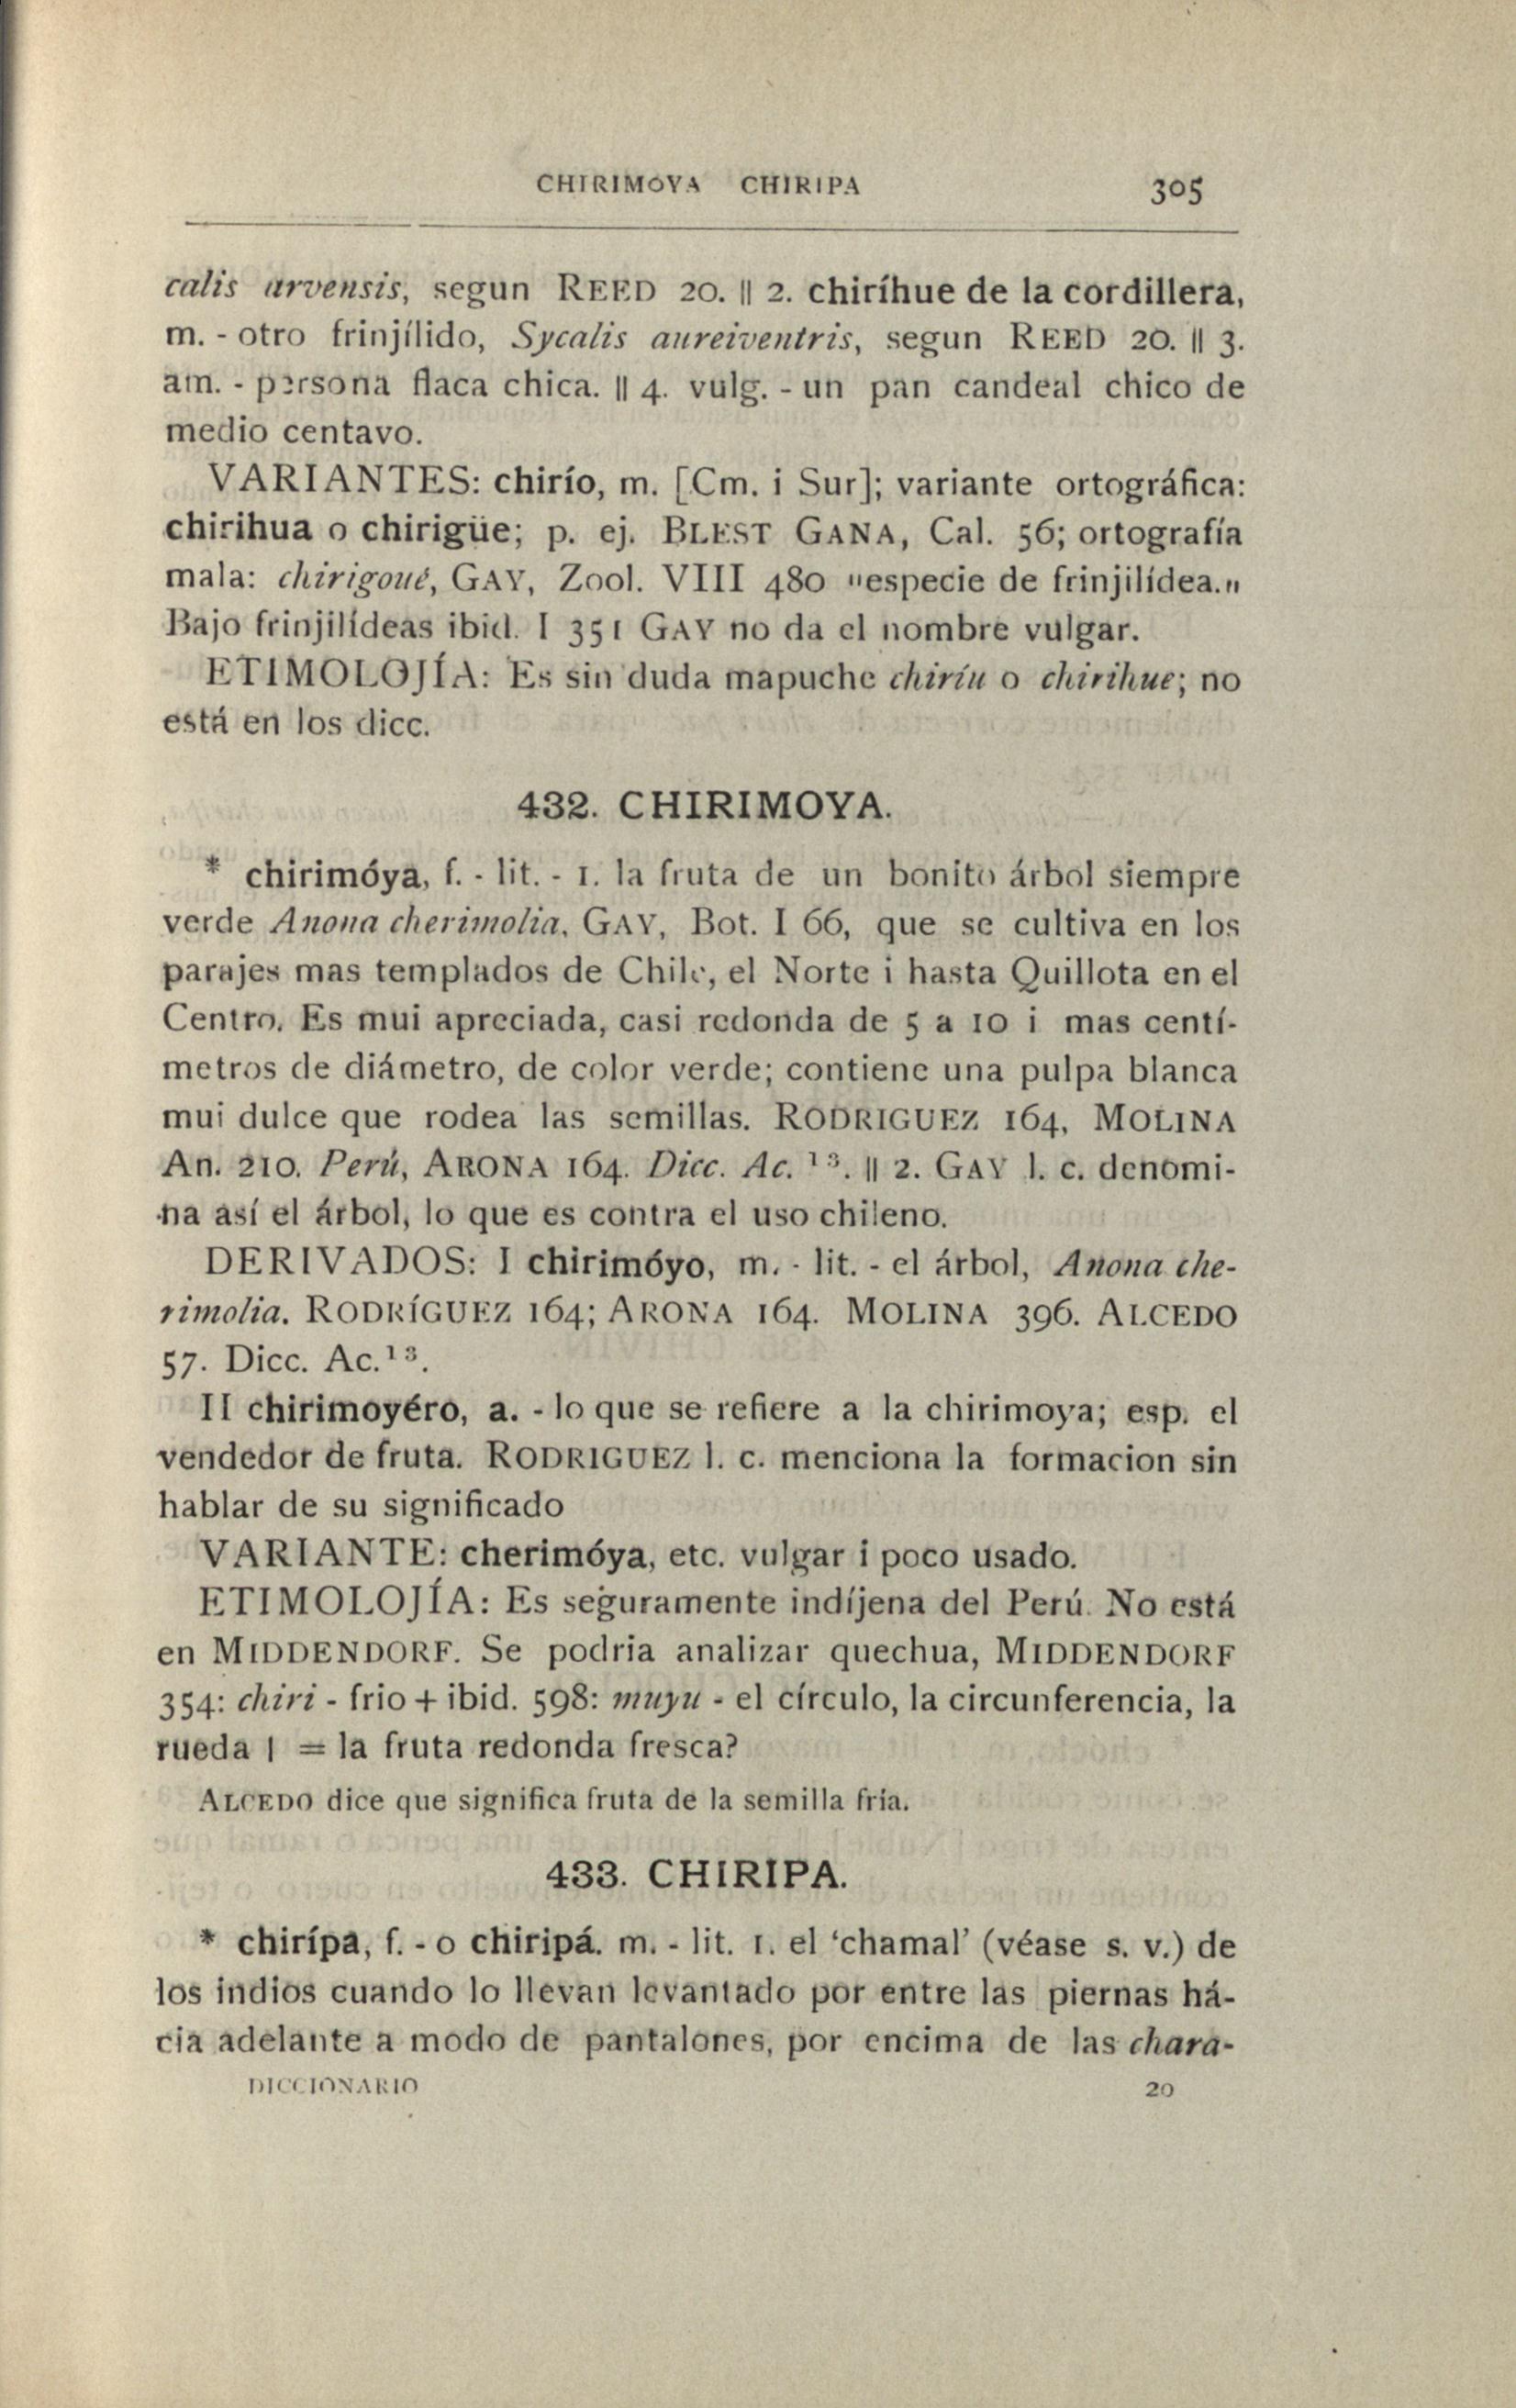 CHIRIMOYA CHIRIPA 305
calis arvensis, segun REED 20. || 2. chiríhue de la cordillera,
m. - otro frinjílido, Sycalis aureiventris, segun REED 20. || 3.
am. - persona flaca chica. || 4. vulg. - un pan candeal chico de
medio centavo.
VARIANTES: chirío, m. [Cm. i Sur]; variante ortográfica:
chirihua o chirigüe; p. ej. BLEST GANA, Cal. 56; ortografía
mala: chirigoué, GAY, Zool. VIII 480 "especie de frinjilídea."
Bajo frinjilídeas ibid. I 351 GAY no da el nombre vulgar.
ETIMOLOJÍA: Es sin duda mapuche chiríu o chirihue; no
está en los dicc.
432. CHIRIMOYA.
* chirimóya, f. - lit. - 1. la fruta de un bonito árbol siempre
verde Anona cherimolia, GAY, Bot. I 66, que se cultiva en los
parajes mas templados de Chile, el Norte i hasta Quillota en el
Centro. Es mui apreciada, casi redonda de 5 a 10 i mas centí-
metros de diámetro, de color verde; contiene una pulpa blanca
mui dulce que rodea las semillas. RODRIGUEZ 164, MOLINA
An. 210. Perú, ARONA 164. Dicc. Ac. 13. || 2. GAY l. c. denomi-
na así el árbol, lo que es contra el uso chileno.
DERIVADOS: I chirimóyo, m. - lit. - el árbol, Anona che-
rimolia. RODRÍGUEZ 164; ARONA 164. MOLINA 396. ALCEDO
57. Dicc. Ac.13.
II chirimoyéro, a. - lo que se refiere a la chirimoya; esp. el
vendedor de fruta. RODRIGUEZ l. c. menciona la formacion sin
hablar de su significado
VARIANTE: cherimóya, etc. vulgar i poco usado.
ETIMOLOJÍA: Es seguramente indíjena del Perú. No está
en MIDDENDORF. Se podria analizar quechua, MIDDENDORF
354: chiri - frio + ibid. 598: muyu - el círculo, la circunferencia, la
rueda | = la fruta redonda fresca?
ALCEDO dice que significa fruta de la semilla fria.
433. CHIRIPA.
* chirípa, f. - o chiripá. m. - lit. 1. el 'chamal' (véase s. v.) de
los indios cuando lo llevan levantado por entre las piernas há-
cia adelante a modo de pantalones, por encima de las chara-
DICCIONARIO 20